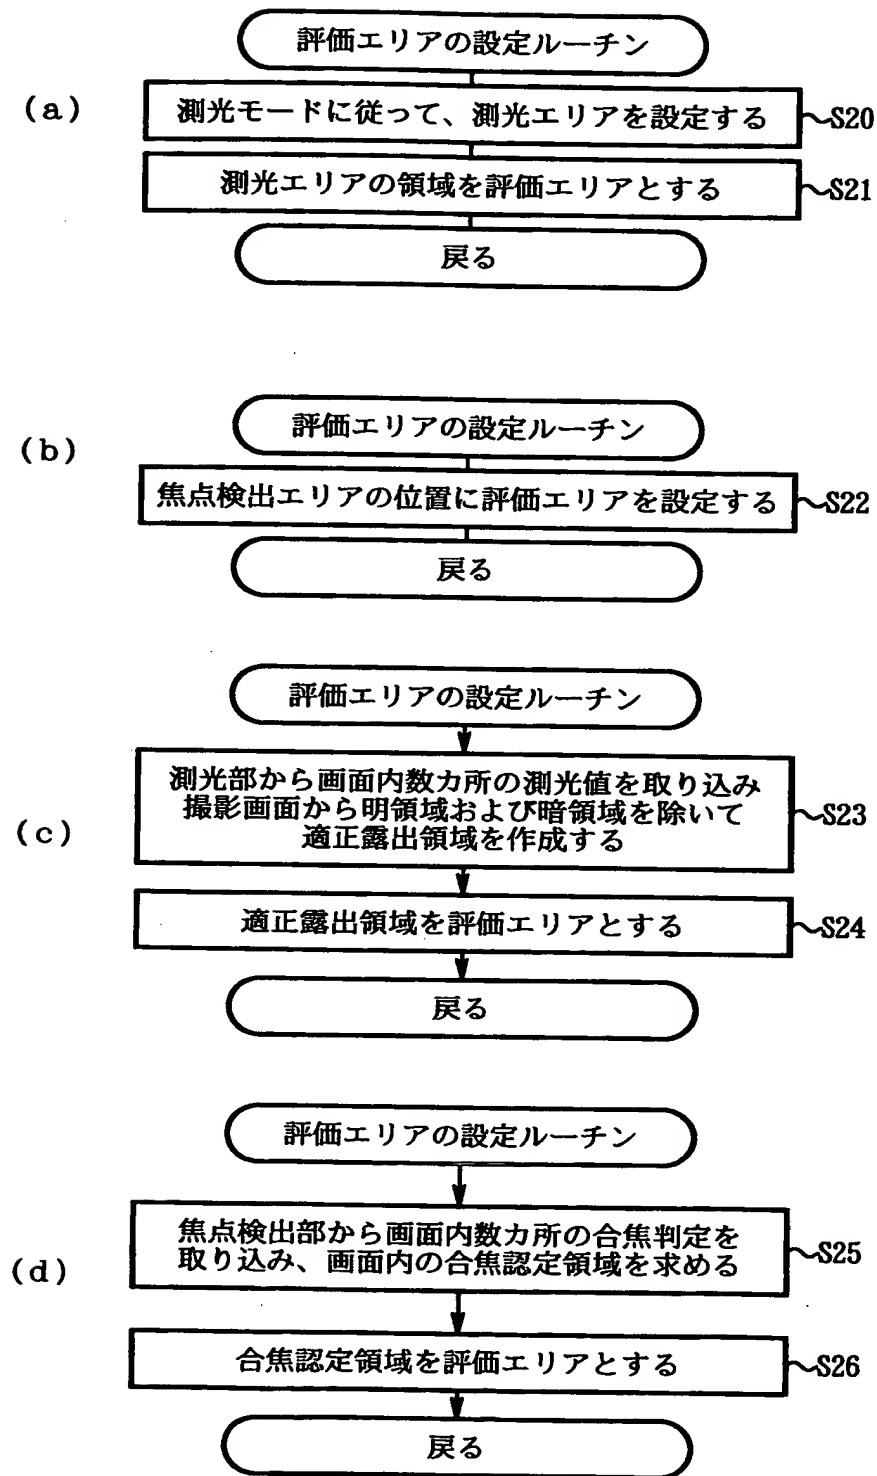 評価エリアの設定ルーチン
(a)
測光モードに従って、測光エリアを設定する
S20
測光エリアの領域を評価エリアとする
S21
戻る
評価エリアの設定ルーチン
(b)
焦点検出エリアの位置に評価エリアを設定する
S22
戻る
評価エリアの設定ルーチン
(c)
測光部から画面内数カ所の測光値を取り込み
撮影画面から明領域および暗領域を除いて
適正露出領域を作成する
S23
適正露出領域を評価エリアとする
S24
戻る
評価エリアの設定ルーチン
(d)
焦点検出部から画面内数カ所の合焦判定を
取り込み、画面内の合焦認定領域を求める
S25
合焦認定領域を評価エリアとする
S26
戻る